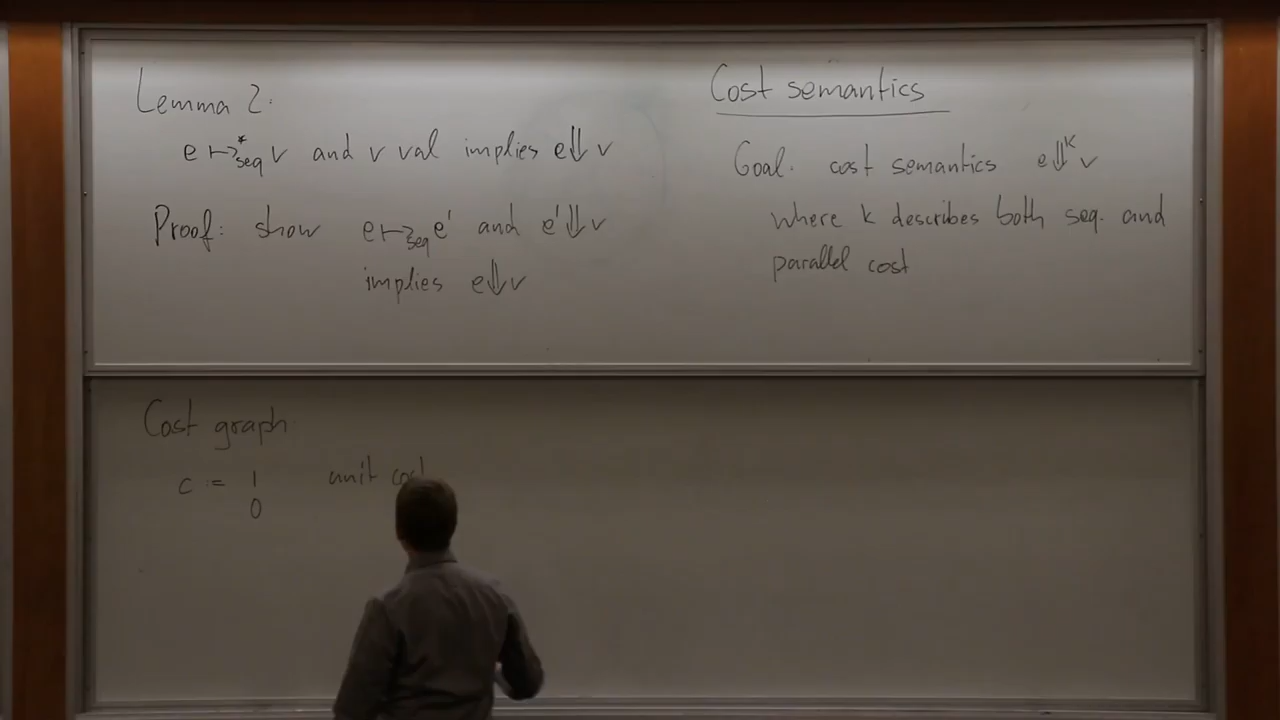 Lemma 2:
e ↦*seq v and v val implies e⇓v
Proof: show e ↦seq e' and e'⇓v
implies e⇓v
Cost semantics
Goal: cost semantics e⇓ᵏ v
where k describes both seq. and
parallel cost
Cost graph
c ::= 1 unit cost
0